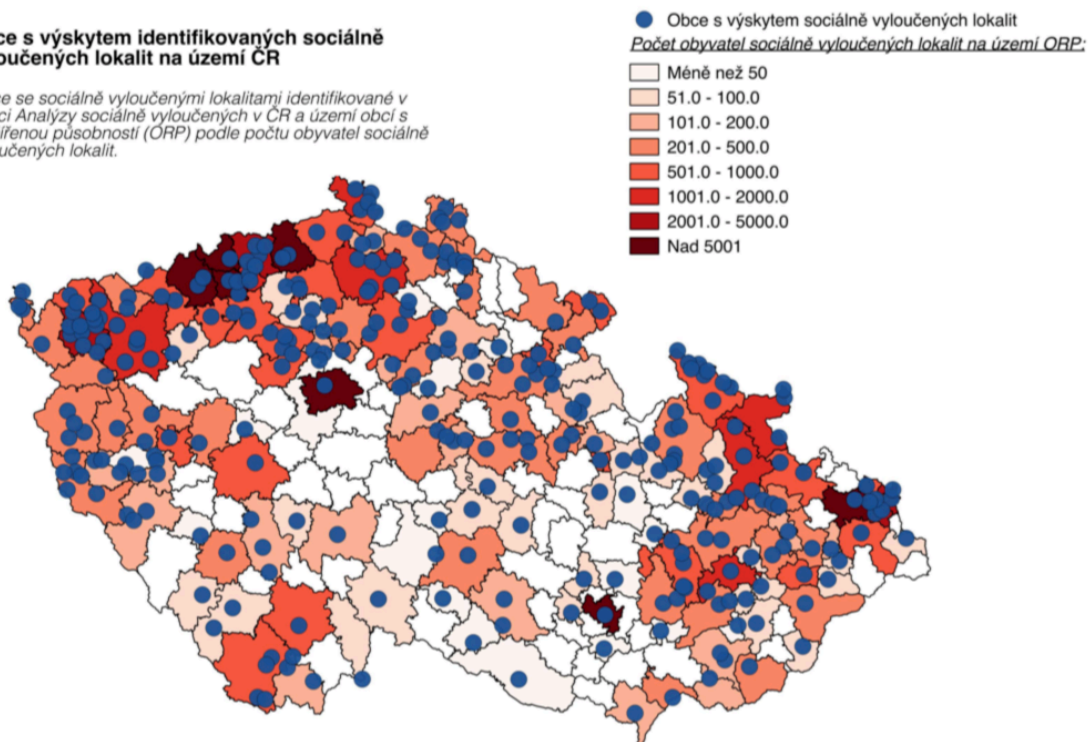 ce s výskytem identifikovaných sociálně
oučených lokalit na území ČR
e se sociálně vyloučenými lokalitami identifikované v
ci Analýzy sociálně vyloučených v ČR a území obcí s
ířenou působností (ORP) podle počtu obyvatel sociálně
učených lokalit.
Obce s výskytem sociálně vyloučených lokalit
Počet obyvatel sociálně vyloučených lokalit na území ORP:
Méně než 50
51.0 - 100.0
101.0 - 200.0
201.0 - 500.0
501.0 - 1000.0
1001.0 - 2000.0
2001.0 - 5000.0
Nad 5001